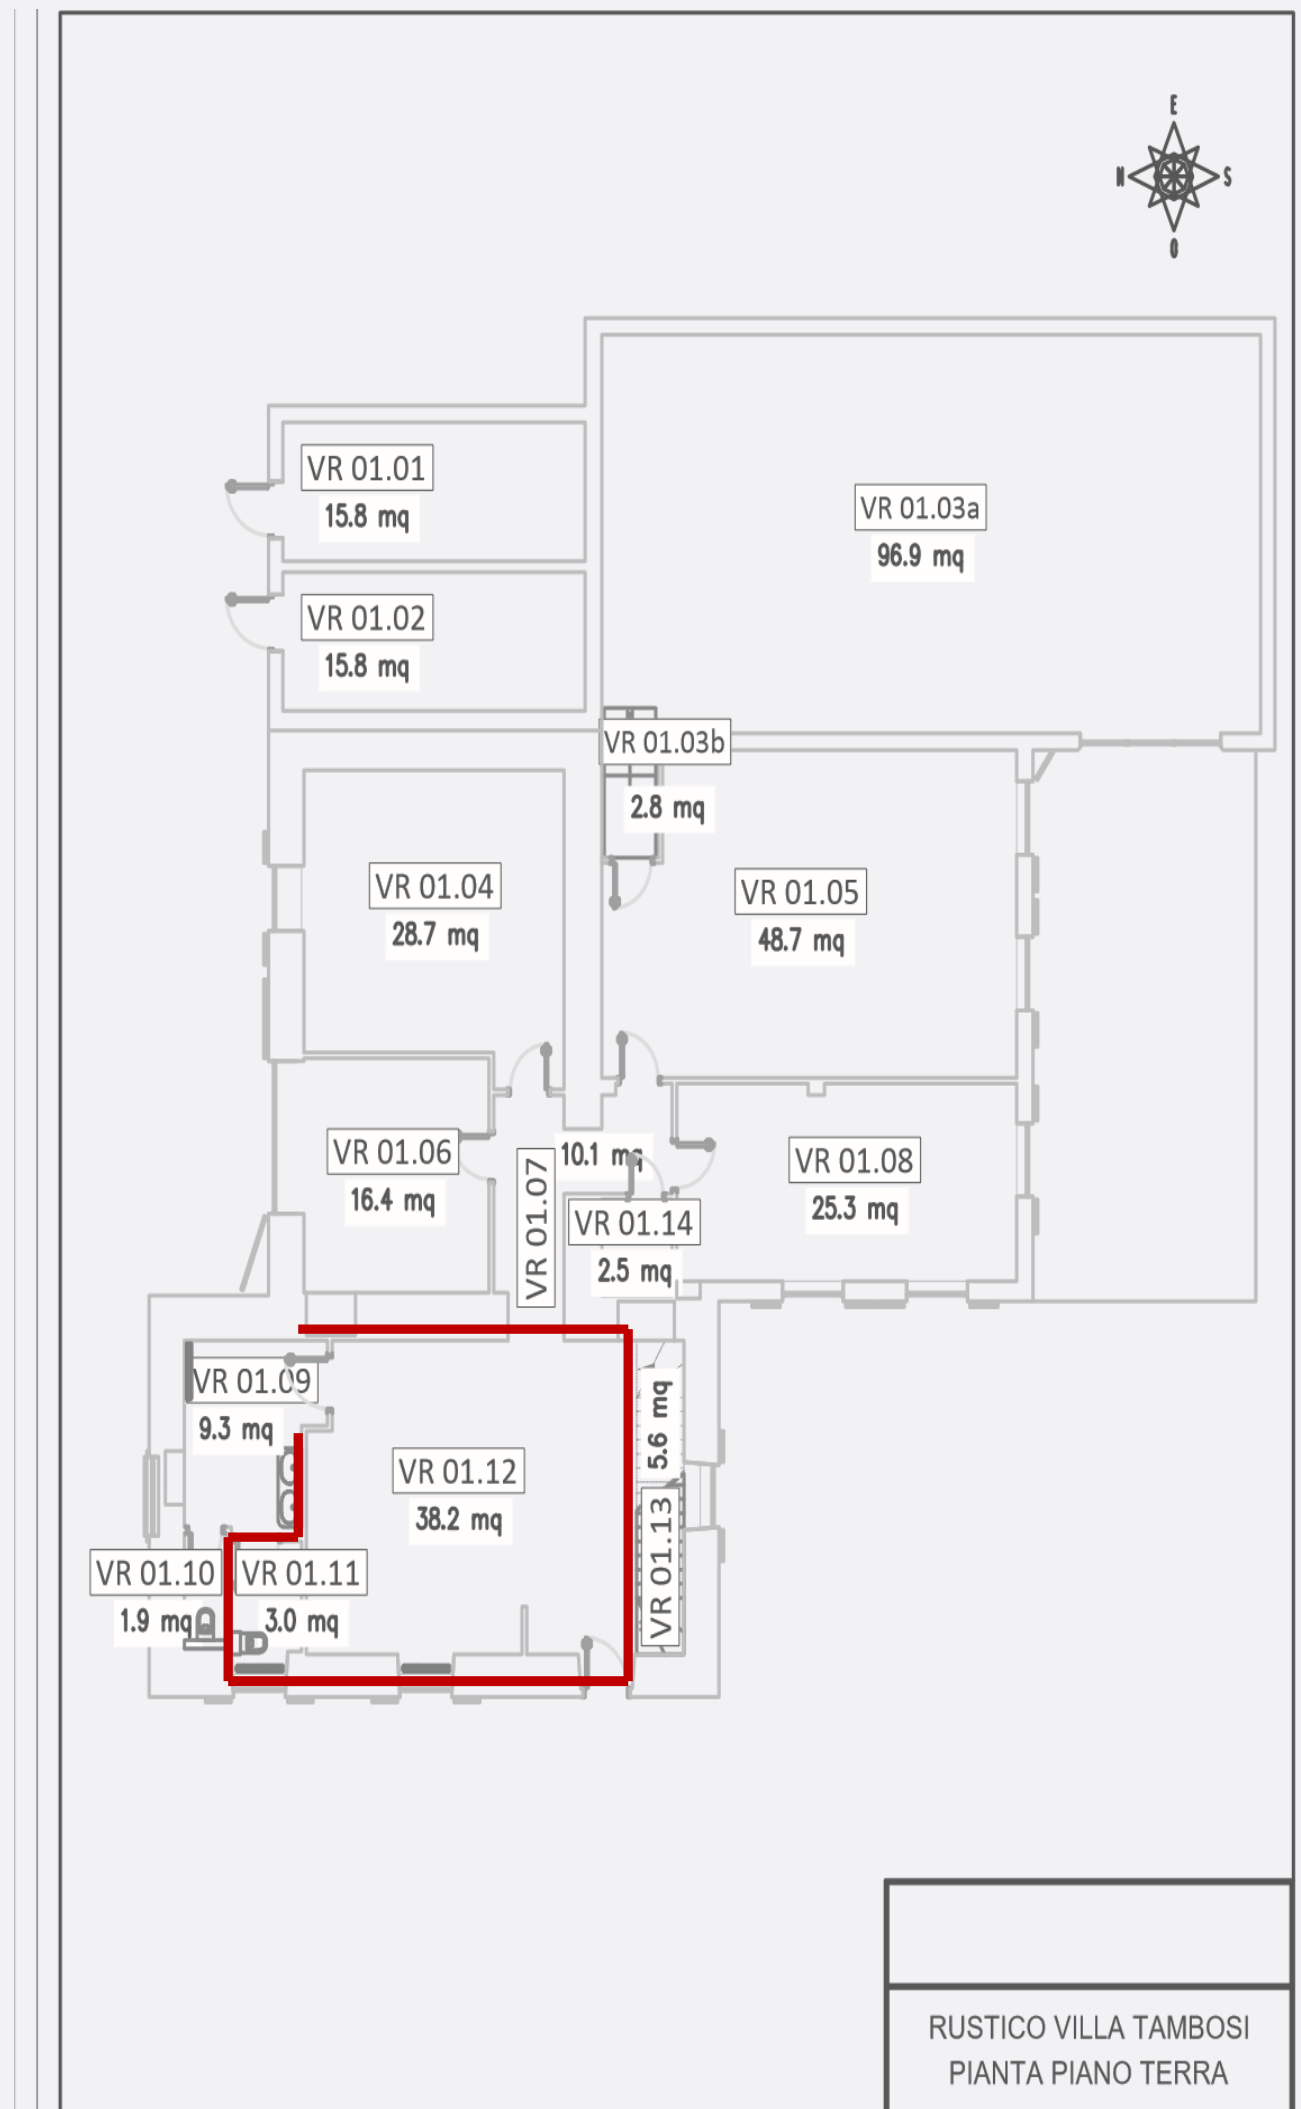 E
N
S
O
VR 01.01
15.8 mq
VR 01.03a
96.9 mq
VR 01.02
15.8 mq
VR 01.03b
2.8 mq
VR 01.04
28.7 mq
VR 01.05
48.7 mq
VR 01.06
16.4 mq
VR 01.07
10.1 mq
VR 01.08
25.3 mq
VR 01.14
2.5 mq
VR 01.09
9.3 mq
VR 01.12
38.2 mq
5.6 mq
VR 01.13
VR 01.10
1.9 mq
VR 01.11
3.0 mq
RUSTICO VILLA TAMBOSI
PIANTA PIANO TERRA